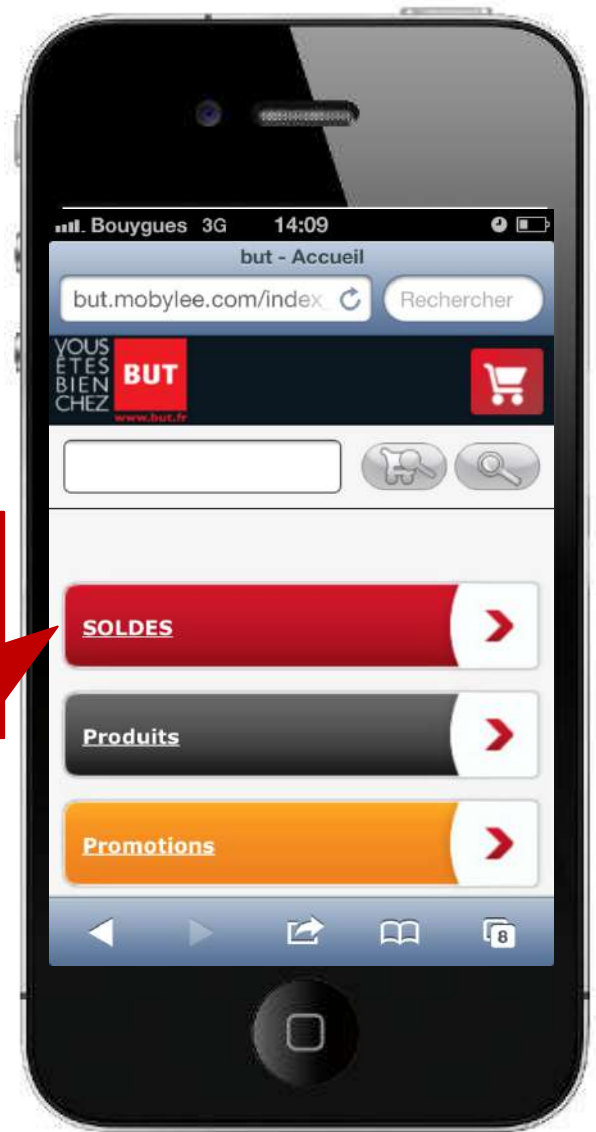 Bouygues 3G 14:09
but - Accueil
but.mobylee.com/index
Rechercher
VOUS
ÊTES
BIEN
CHEZ
BUT
www.but.fr
SOLDES
Produits
Promotions
8